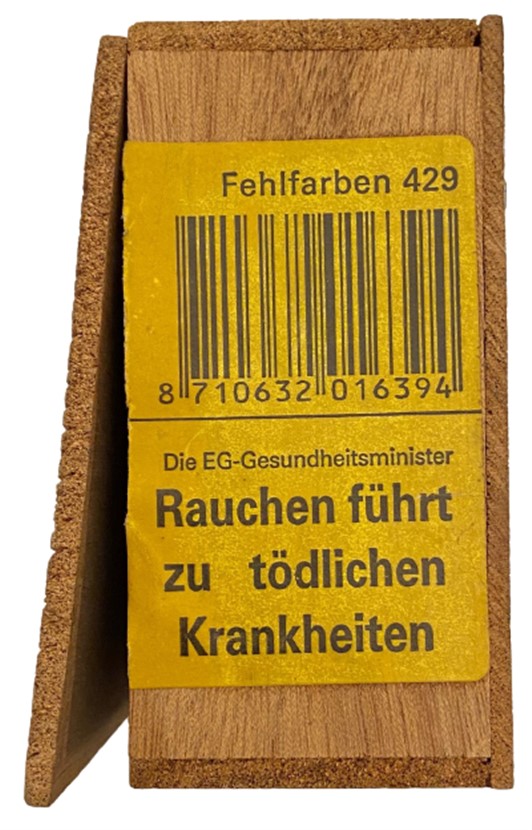 Fehlfarben 429
8 710632 016394
Die EG-Gesundheitsminister
Rauchen führt
zu tödlichen
Krankheiten